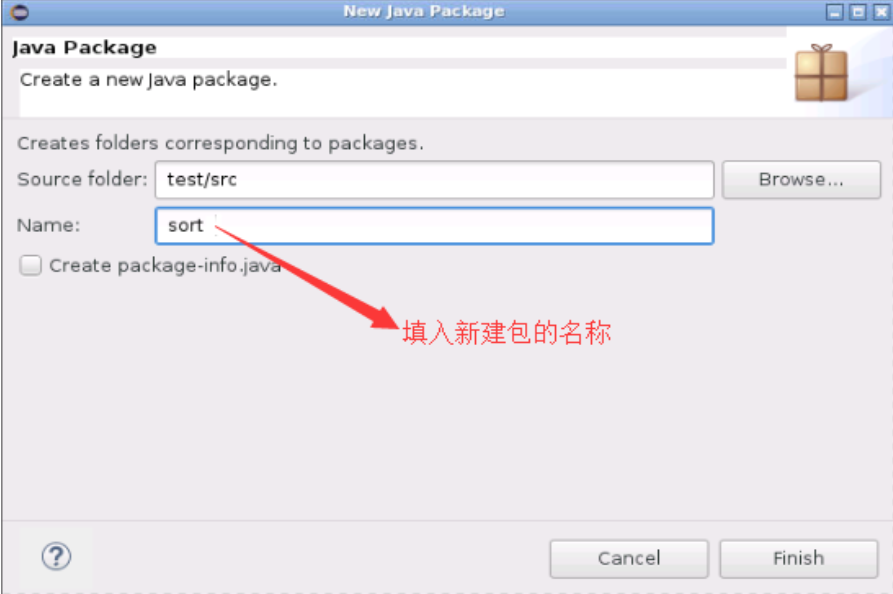 New Java Package
Java Package
Create a new Java package.
Creates folders corresponding to packages.
Source folder: test/src Browse...
Name: sort
Create package-info.java
填入新建包的名称
? Cancel Finish